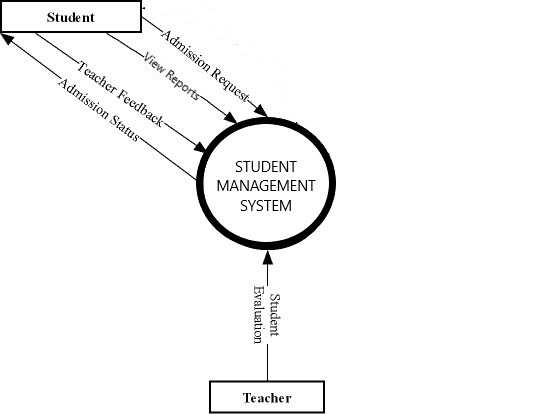 Student
Admission Request
View Reports
Teacher Feedback
Admission Status
STUDENT
MANAGEMENT
SYSTEM
Student
Evaluation
Teacher